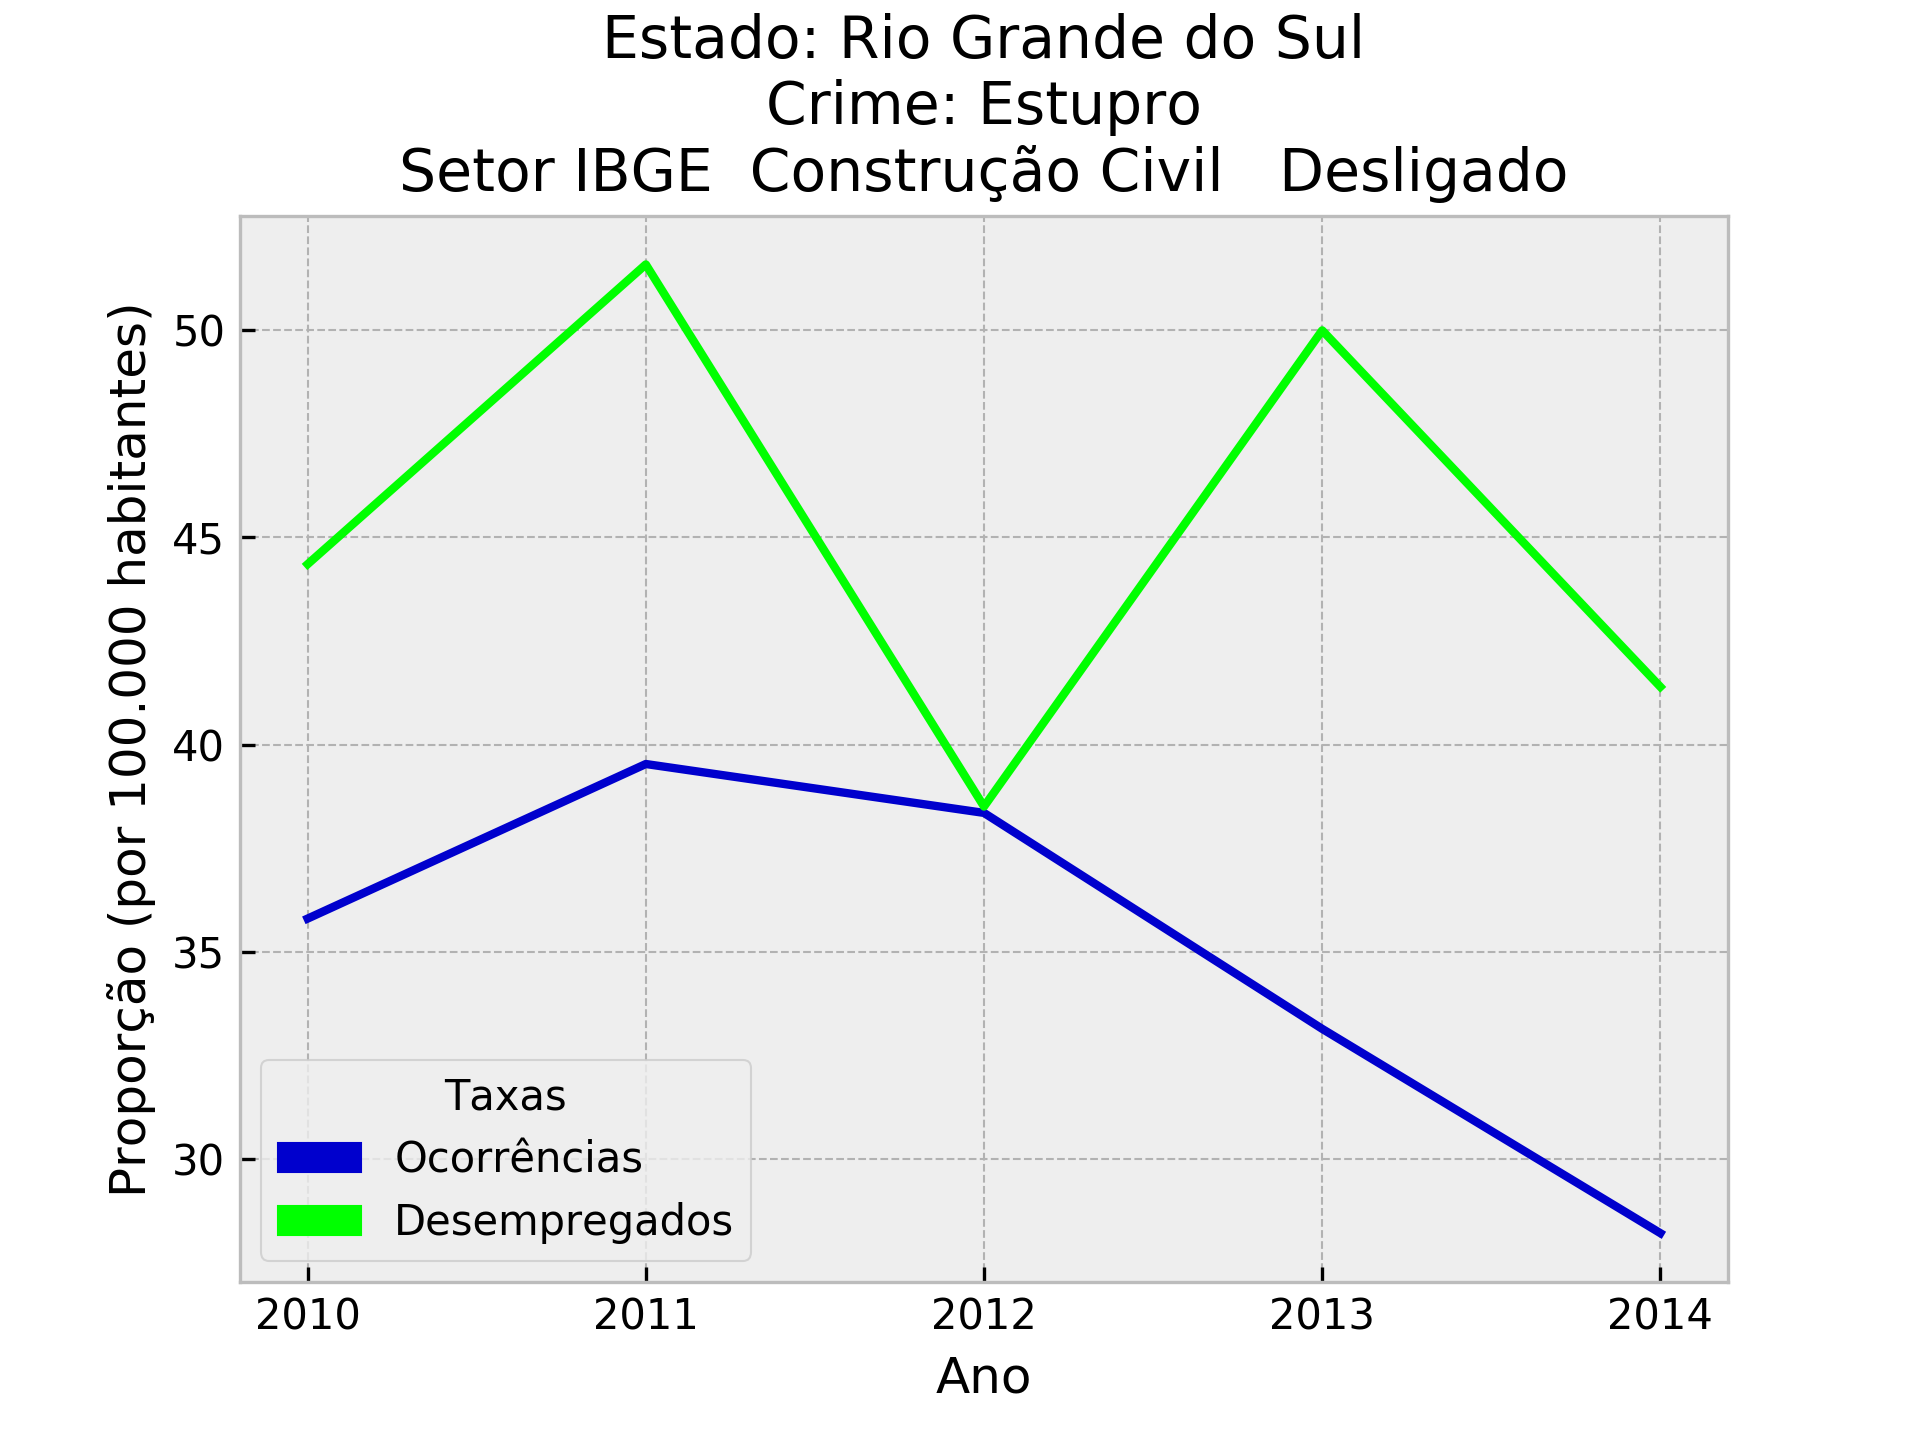 Estado: Rio Grande do Sul
Crime: Estupro
Setor IBGE  Construção Civil   Desligado
Proporção (por 100.000 habitantes)
50
45
40
35
30
Taxas
Ocorrências
Desempregados
2010 2011 2012 2013 2014
Ano